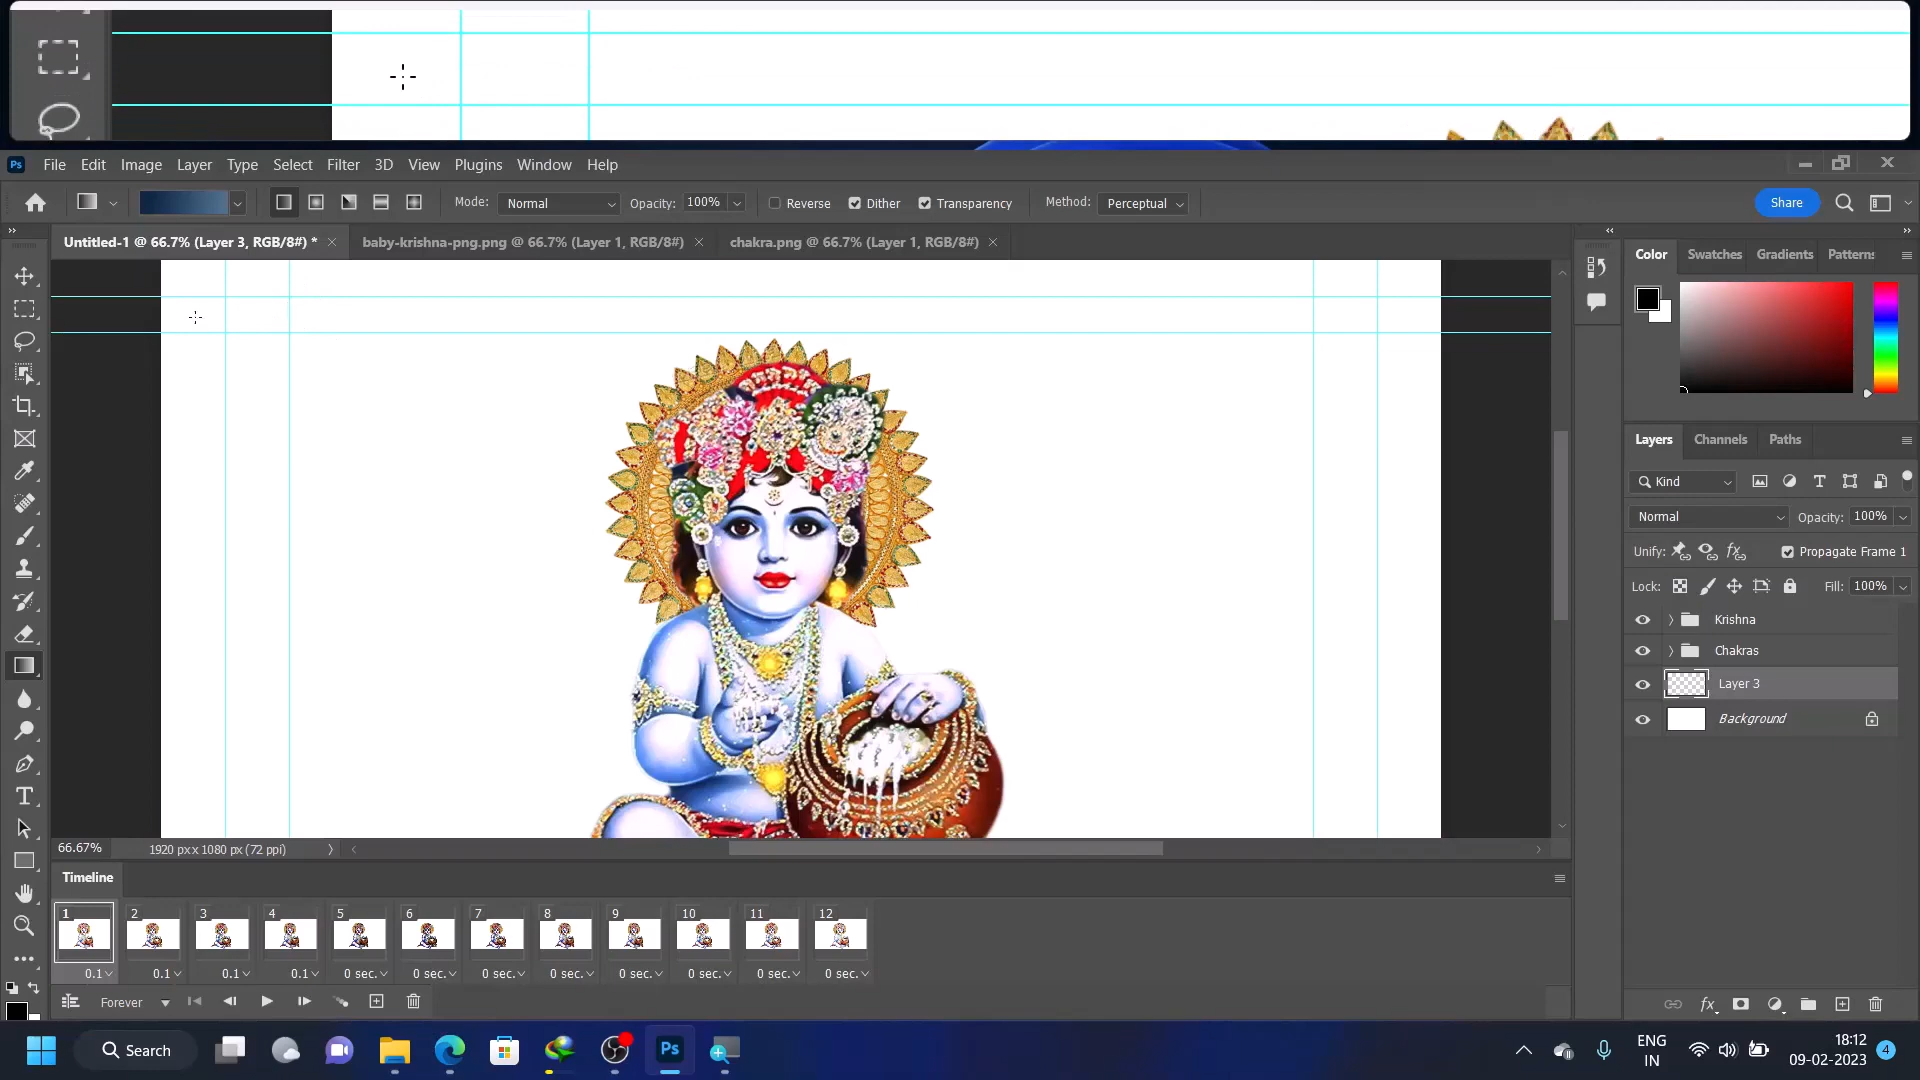 Ps File Edit Image Layer Type Select Filter 3D View Plugins Window Help
Mode: Normal Opacity: 100% Reverse Dither Transparency Method: Perceptual Share
Untitled-1 @ 66.7% (Layer 3, RGB/8#) * baby-krishna-png.png @ 66.7% (Layer 1, RGB/8#) chakra.png @ 66.7% (Layer 1, RGB/8#)
Color Swatches Gradients Patterns
Layers Channels Paths
Kind
Normal Opacity: 100%
Unify: Propagate Frame 1
Lock: Fill: 100%
Krishna
Chakras
Layer 3
Background
66.67% 1920 px x 1080 px (72 ppi)
Timeline
1 2 3 4 5 6 7 8 9 10 11 12
0.1 0.1 0.1 0.1 0 sec. 0 sec. 0 sec. 0 sec. 0 sec. 0 sec. 0 sec. 0 sec.
Forever
fx
Search Ps ENG IN 18:12 09-02-2023 4